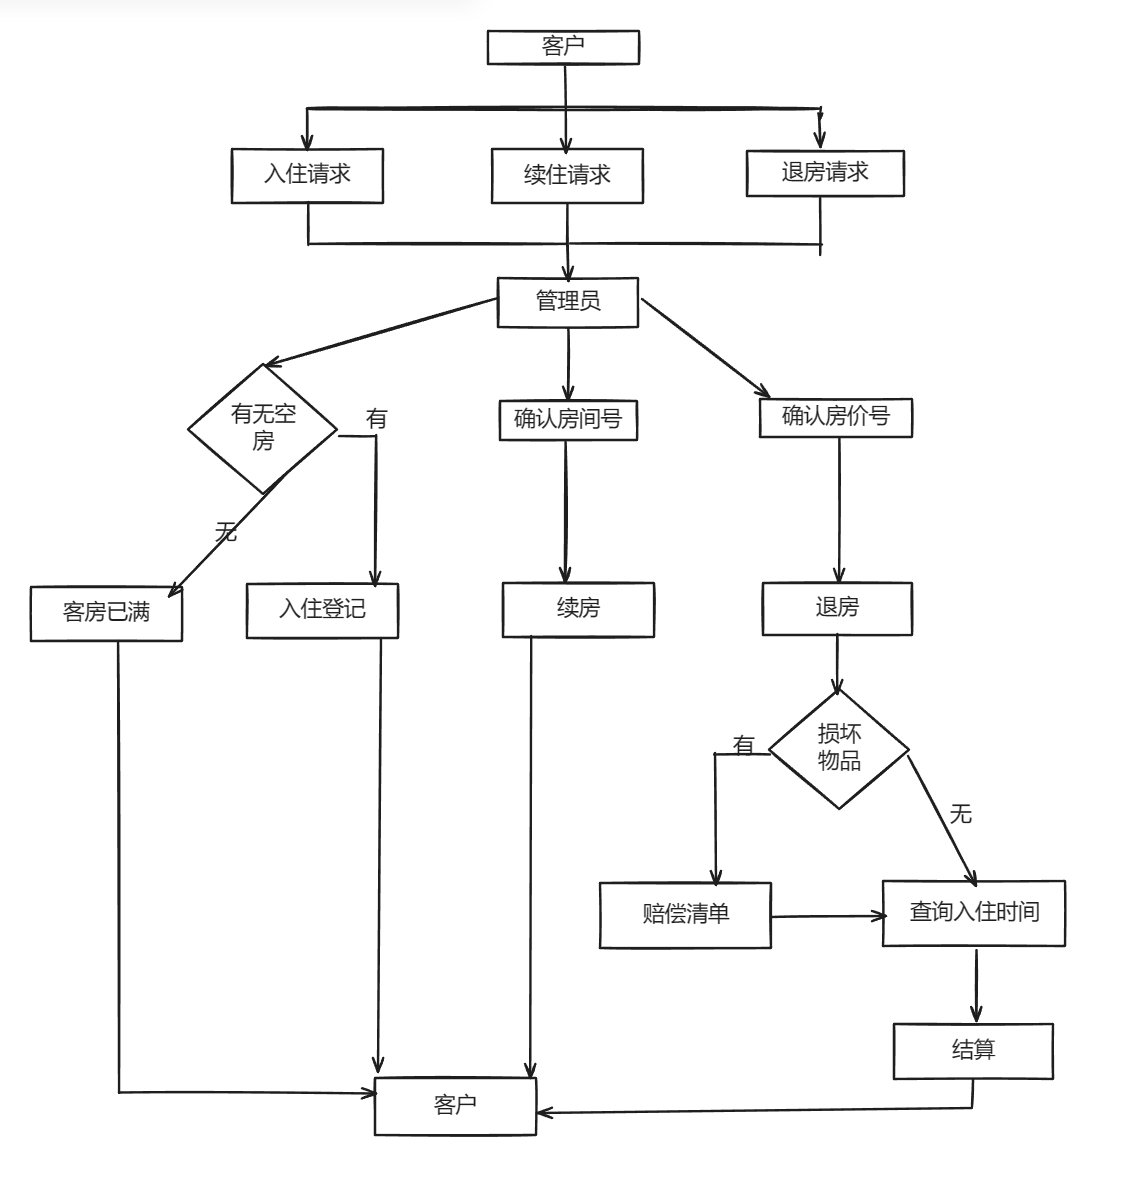 客户
入住请求
续住请求
退房请求
管理员
有无空
房
有
确认房间号
确认房价号
无
客房已满
入住登记
续房
退房
损坏
物品
有
无
赔偿清单
查询入住时间
结算
客户